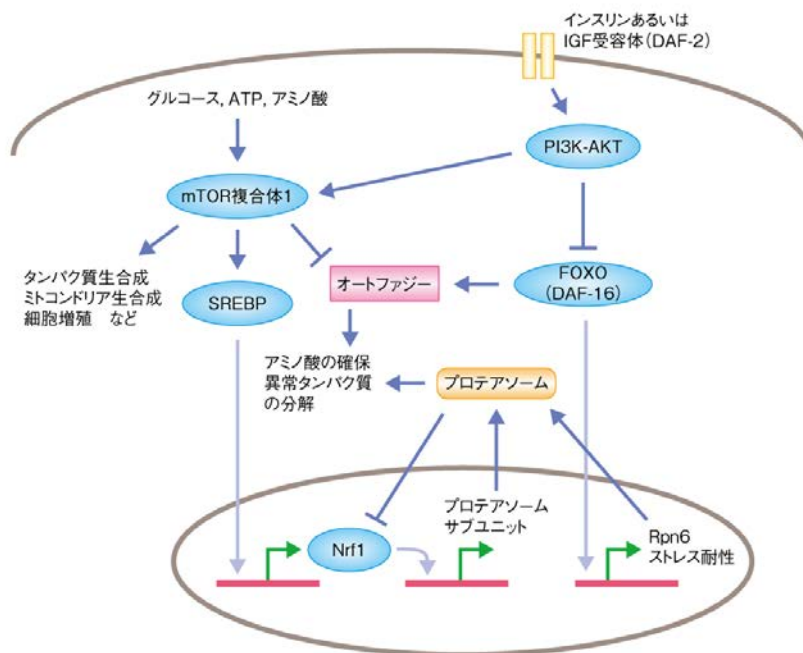 インスリンあるいは
IGF受容体(DAF-2)
グルコース, ATP, アミノ酸
PI3K-AKT
mTOR複合体1
タンパク質生合成
ミトコンドリア生合成
細胞増殖 など
SREBP
オートファジー
FOXO
(DAF-16)
アミノ酸の確保
異常タンパク質
の分解
プロテアソーム
プロテアソーム
サブユニット
Nrf1
Rpn6
ストレス耐性